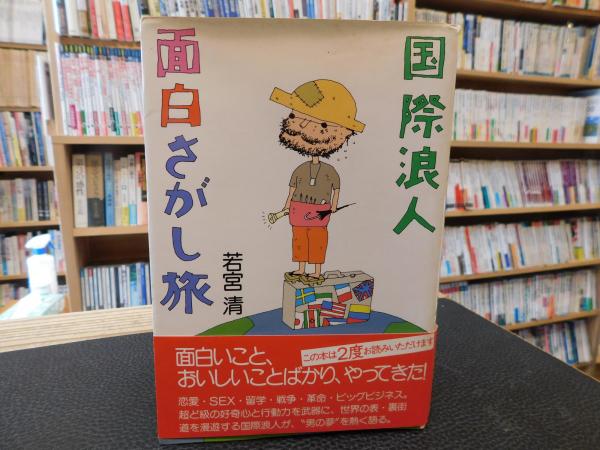 国際浪人
面白さがし旅
若宮 清
面白いこと、
おいしいことばかり、やってきた!
この本は2度お読みいただけます
恋愛・SEX・留学・戦争・革命・ビッグビジネス。
超ど級の好奇心と行動力を武器に、世界の表・裏街
道を漫遊する国際浪人が、“男の夢”を熱く語る。